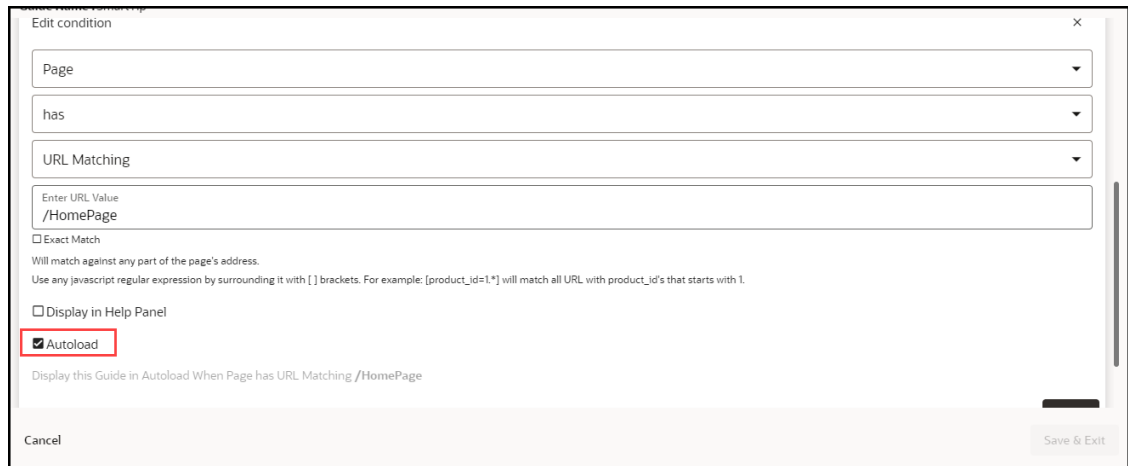 Edit condition
Page
has
URL Matching
Enter URL Value
/HomePage
Exact Match
Will match against any part of the page's address.
Use any javascript regular expression by surrounding it with [ ] brackets. For example: [product_id=1.*] will match all URL with product_id's that starts with 1.
Display in Help Panel
Autoload
Display this Guide in Autoload When Page has URL Matching /HomePage
Cancel
Save & Exit